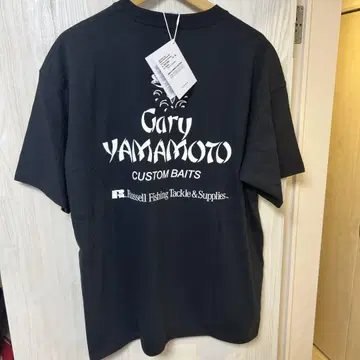 Gary
YAMAMOTO
CUSTOM BAITS
R Russell Fishing Tackle & Supplies